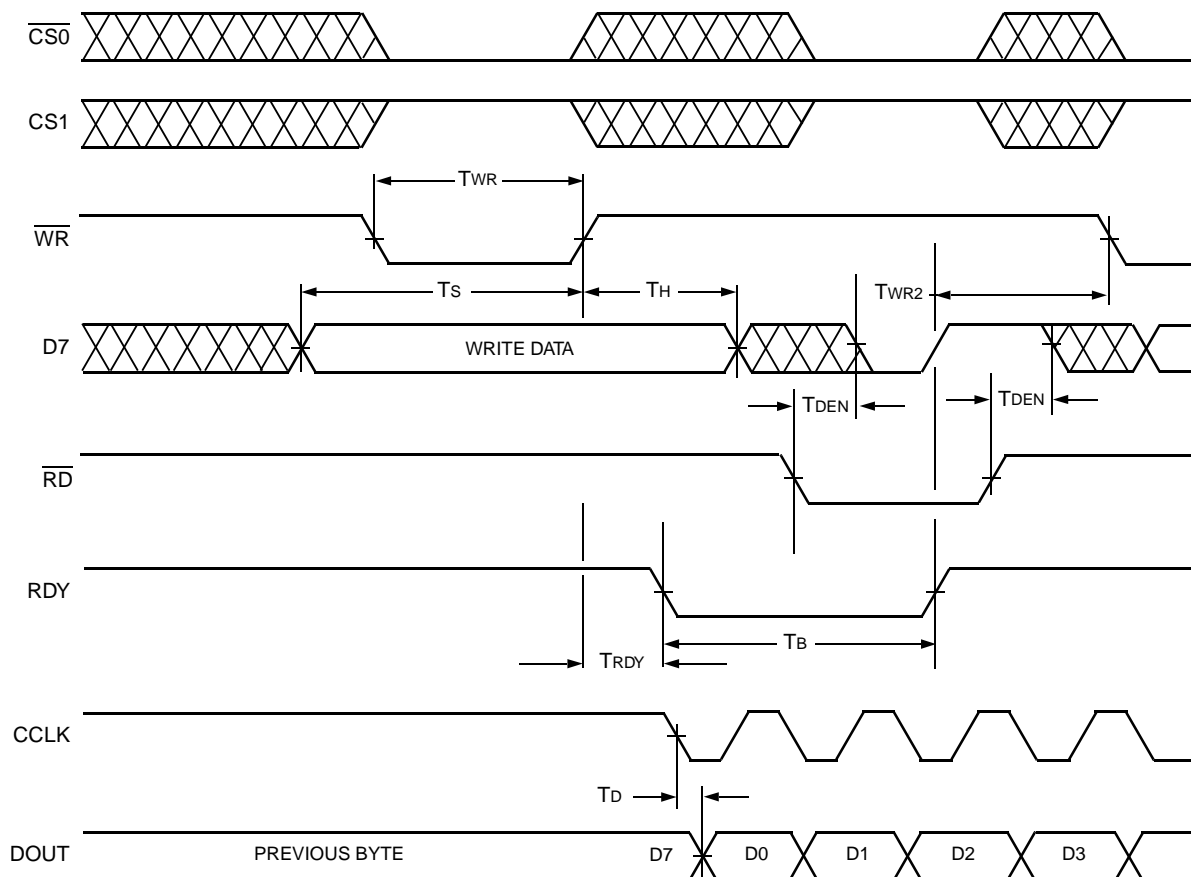 CS0
CS1
TWR
WR
TS
TH
TWR2
D7
WRITE DATA
TDEN
TDEN
RD
RDY
TB
TRDY
CCLK
TD
DOUT
PREVIOUS BYTE
D7
D0
D1
D2
D3